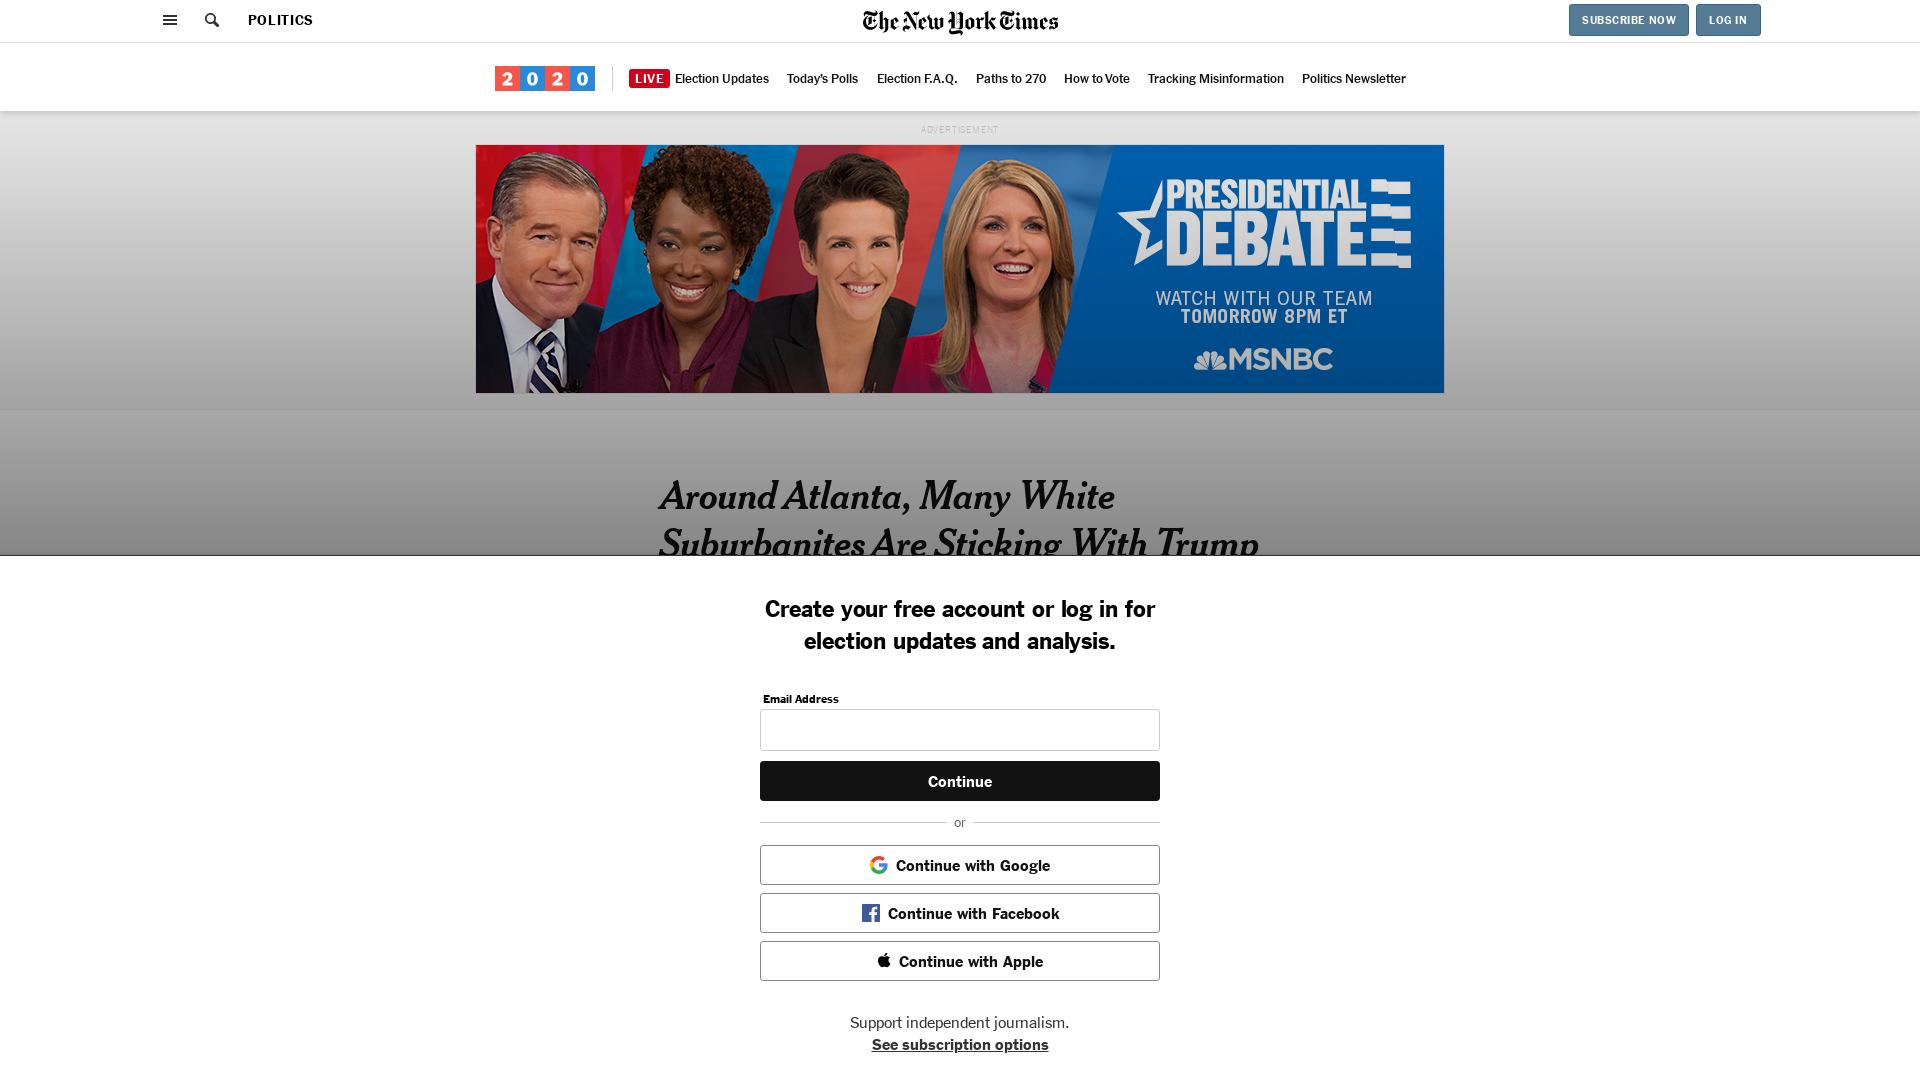 POLITICS
The New York Times
SUBSCRIBE NOW
LOG IN
2020
LIVE
Election Updates
Today's Polls
Election F.A.Q.
Paths to 270
How to Vote
Tracking Misinformation
Politics Newsletter
ADVERTISEMENT
PRESIDENTIAL
DEBATE
WATCH WITH OUR TEAM
TOMORROW 8PM ET
MSNBC
Around Atlanta, Many White
Suburbanites Are Sticking With Trump
Create your free account or log in for
election updates and analysis.
Email Address
Continue
or
Continue with Google
Continue with Facebook
Continue with Apple
Support independent journalism.
See subscription options